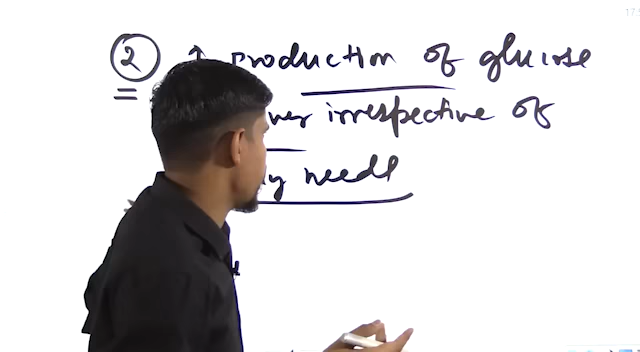 ② ↑ production of glucose
irrespective of
needs